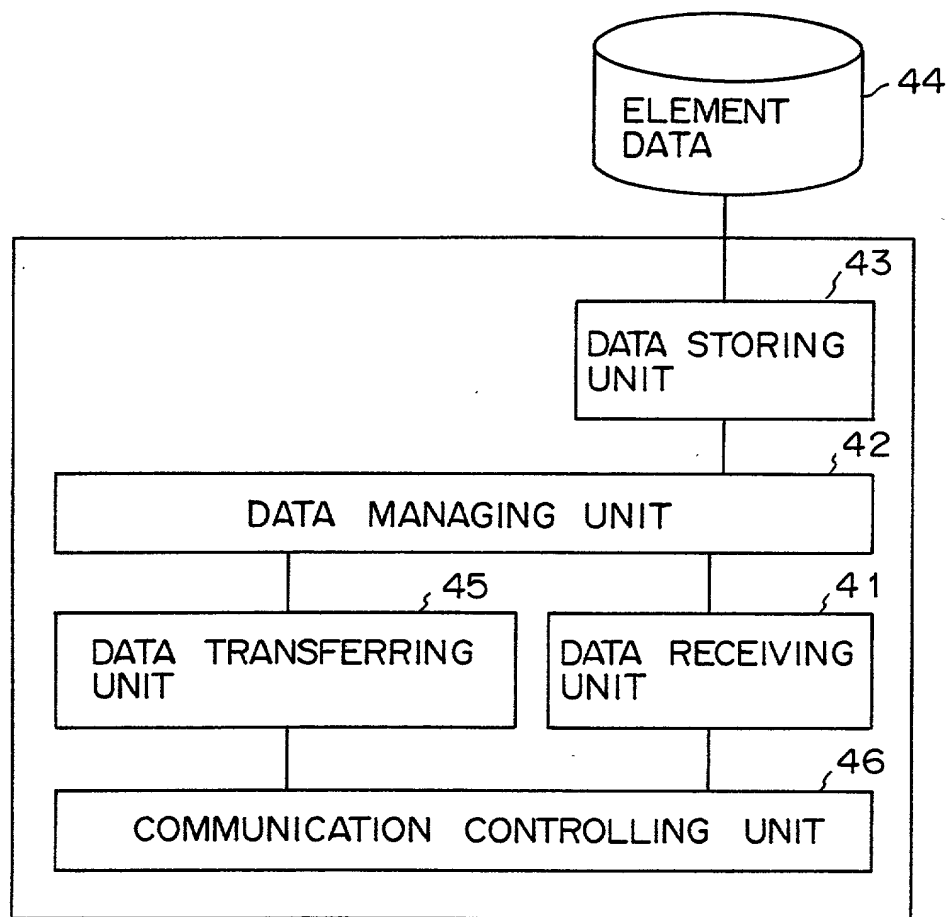 44
ELEMENT
DATA
43
DATA STORING
UNIT
42
DATA MANAGING UNIT
45
DATA TRANSFERRING
UNIT
41
DATA RECEIVING
UNIT
46
COMMUNICATION CONTROLLING UNIT